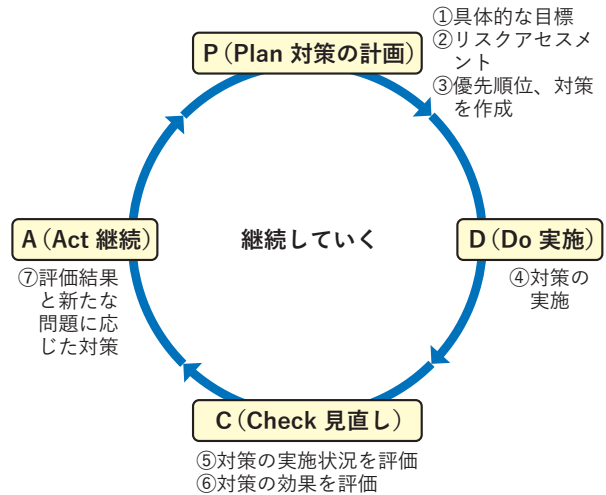 P（Plan 対策の計画）
①具体的な目標
②リスクアセスメ
ント
③優先順位、対策
を作成
A（Act 継続）
継続していく
D（Do 実施）
⑦評価結果
と新たな
問題に応
じた対策
④対策の
実施
C（Check 見直し）
⑤対策の実施状況を評価
⑥対策の効果を評価